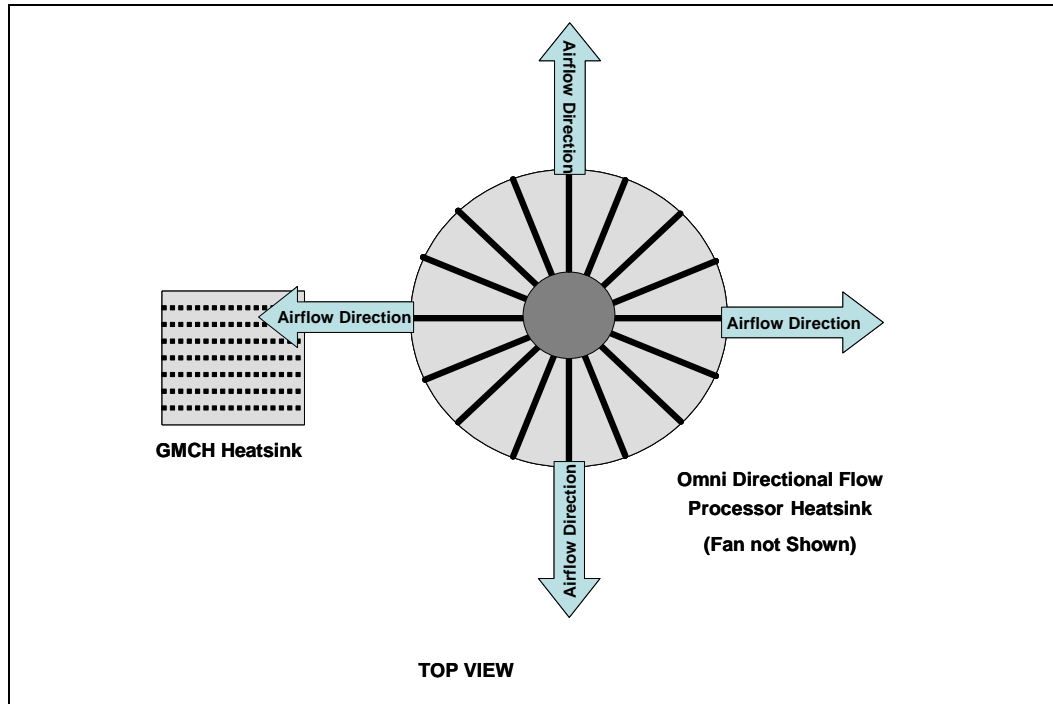 Airflow Direction
Airflow Direction
Airflow Direction
GMCH Heatsink
Airflow Direction
Omni Directional Flow
Processor Heatsink
(Fan not Shown)
TOP VIEW